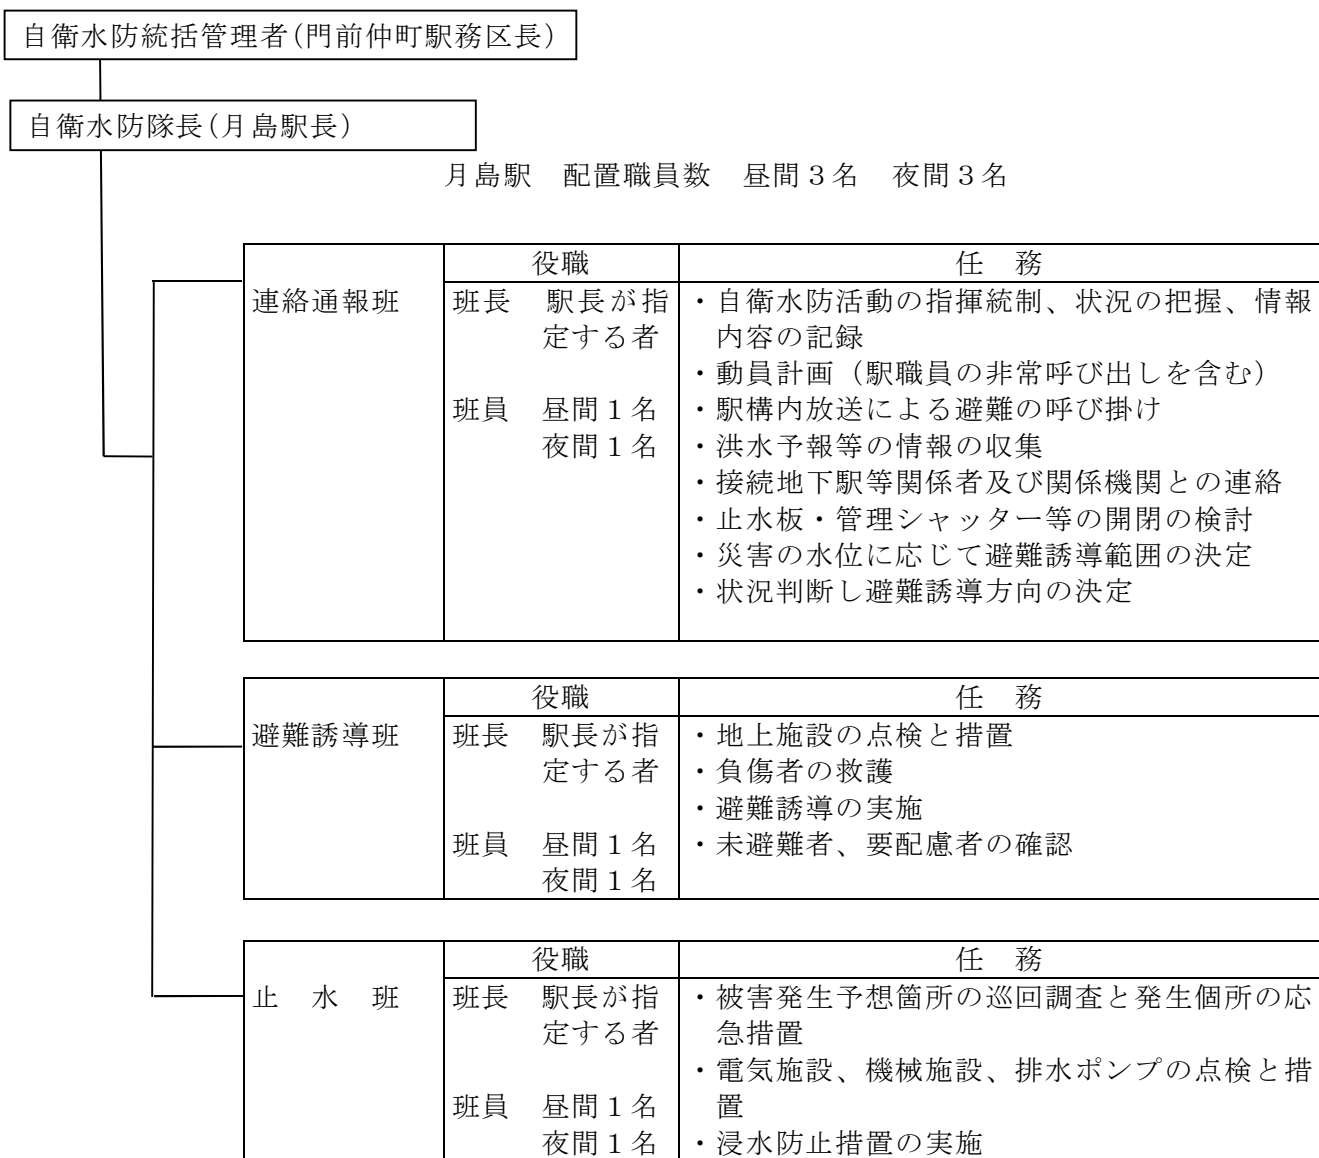 自衛水防統括管理者(門前仲町駅務区長)
自衛水防隊長(月島駅長)
月島駅　配置職員数　昼間３名　夜間３名
役職
任　務
連絡通報班
班長　駅長が指
定する者
班員　昼間１名
夜間１名
・自衛水防活動の指揮統制、状況の把握、情報
内容の記録
・動員計画（駅職員の非常呼び出しを含む）
・駅構内放送による避難の呼び掛け
・洪水予報等の情報の収集
・接続地下駅等関係者及び関係機関との連絡
・止水板・管理シャッター等の開閉の検討
・災害の水位に応じて避難誘導範囲の決定
・状況判断し避難誘導方向の決定
役職
任　務
避難誘導班
班長　駅長が指
定する者
班員　昼間１名
夜間１名
・地上施設の点検と措置
・負傷者の救護
・避難誘導の実施
・未避難者、要配慮者の確認
役職
任　務
止　水　班
班長　駅長が指
定する者
班員　昼間１名
夜間１名
・被害発生予想箇所の巡回調査と発生個所の応
急措置
・電気施設、機械施設、排水ポンプの点検と措
置
・浸水防止措置の実施